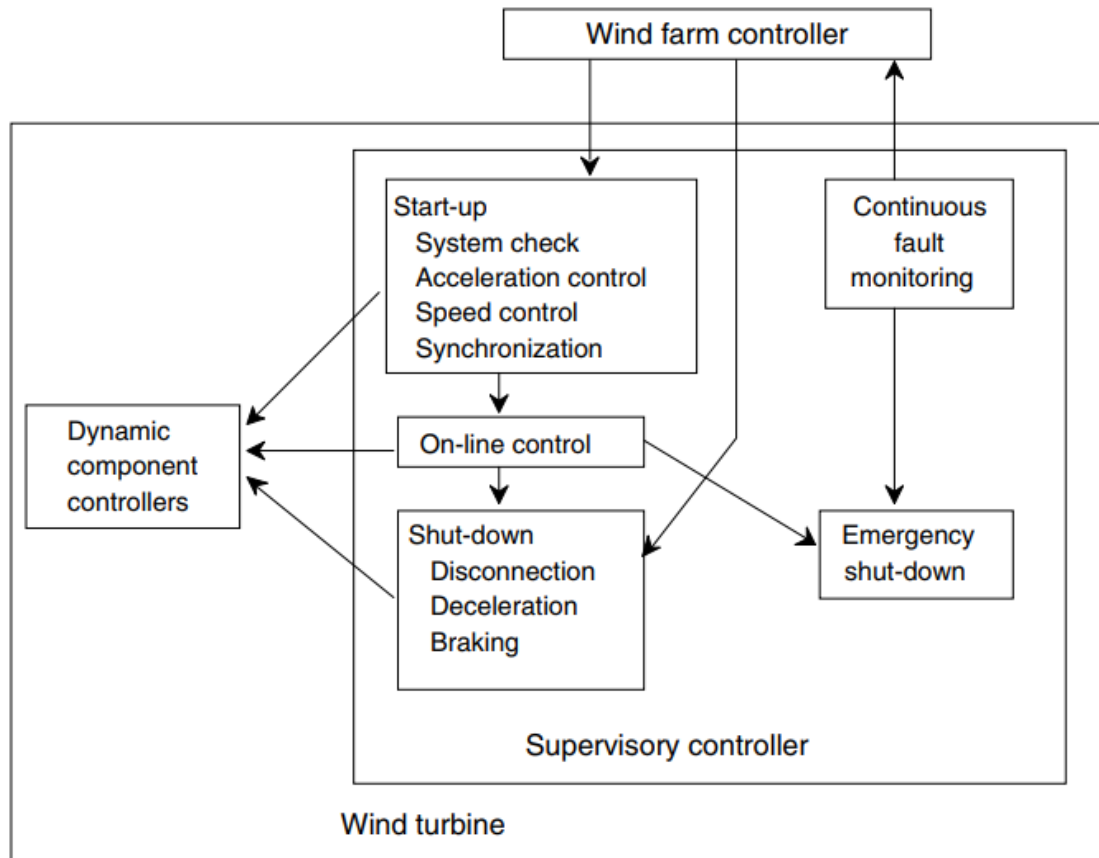 Wind farm controller
Start-up
System check
Acceleration control
Speed control
Synchronization
Continuous
fault
monitoring
Dynamic
component
controllers
On-line control
Shut-down
Disconnection
Deceleration
Braking
Emergency
shut-down
Supervisory controller
Wind turbine